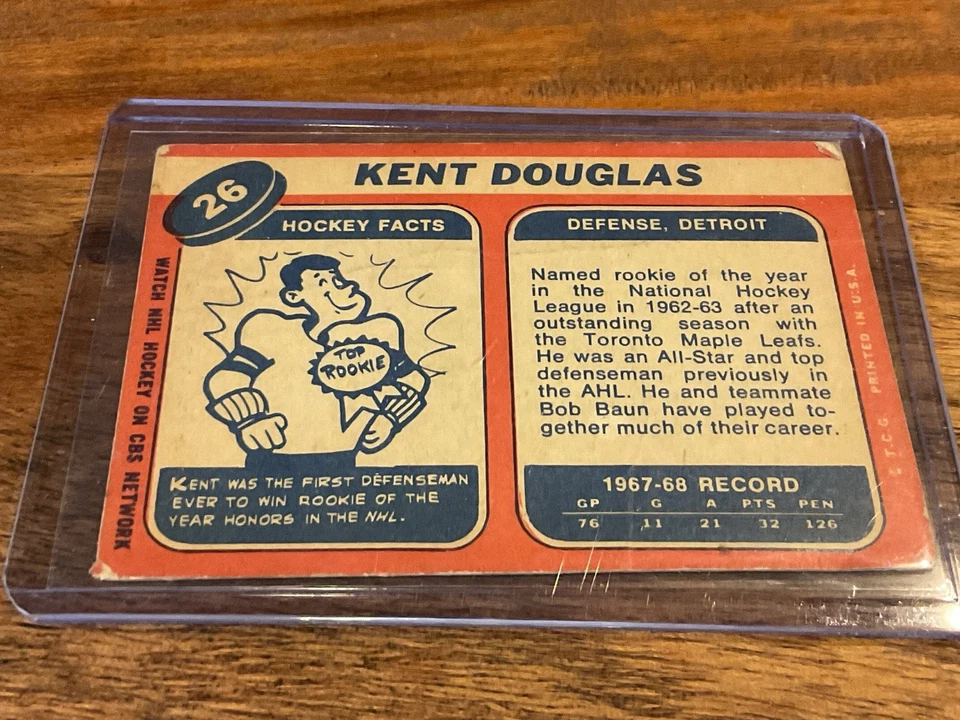 26
KENT DOUGLAS
HOCKEY FACTS
TOP
ROOKIE
KENT WAS THE FIRST DEFENSEMAN
EVER TO WIN ROOKIE OF THE
YEAR HONORS IN THE NHL.
DEFENSE, DETROIT
Named rookie of the year
in the National Hockey
League in 1962-63 after an
outstanding season with
the Toronto Maple Leafs.
He was an All-Star and top
defenseman previously in
the AHL. He and teammate
Bob Baun have played to-
gether much of their career.
1967-68 RECORD
GP G A PTS PEN
76 11 21 32 126
WATCH NHL HOCKEY ON CBS NETWORK
© T.C.G. PRINTED IN U.S.A.